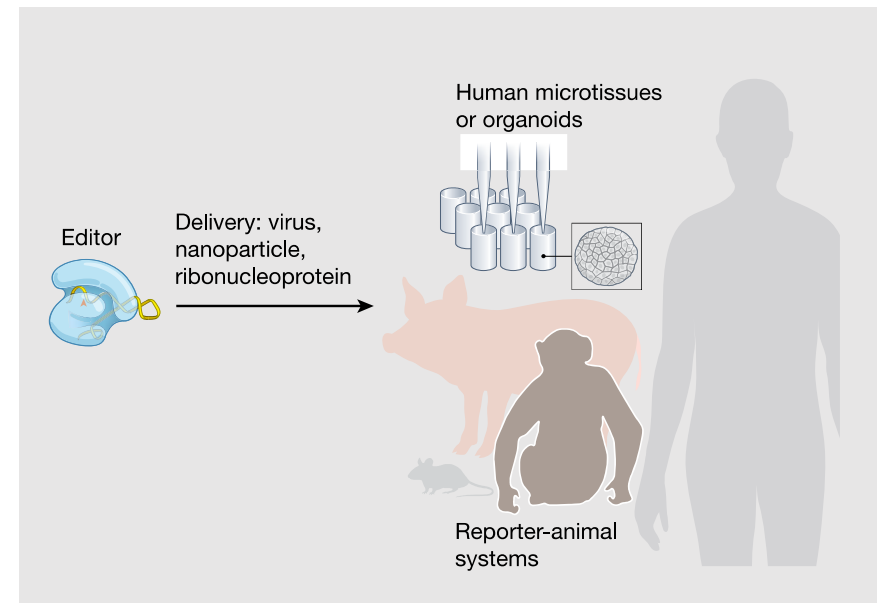 Human microtissues
or organoids
Delivery: virus,
nanoparticle,
ribonucleoprotein
Editor
Reporter-animal
systems